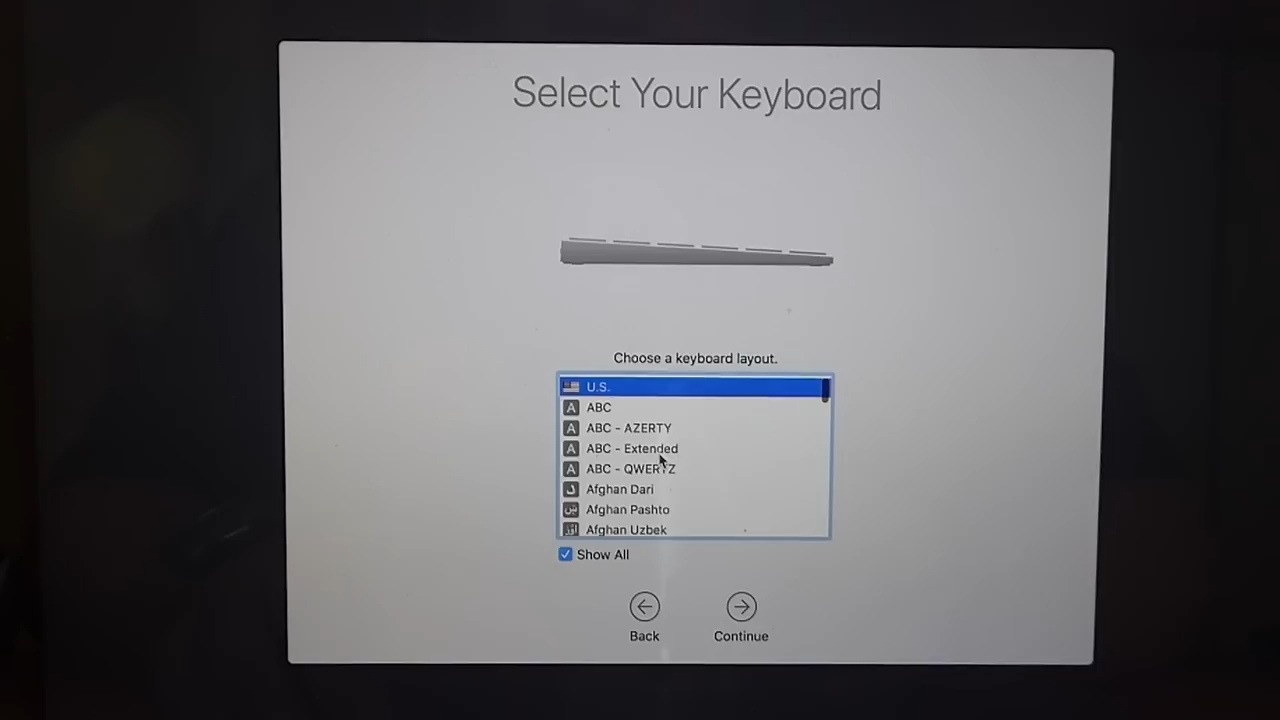 Select Your Keyboard
Choose a keyboard layout.
U.S.
A ABC
A ABC - AZERTY
A ABC - Extended
A ABC - QWERTZ
Afghan Dari
Afghan Pashto
Afghan Uzbek
Show All
Back
Continue